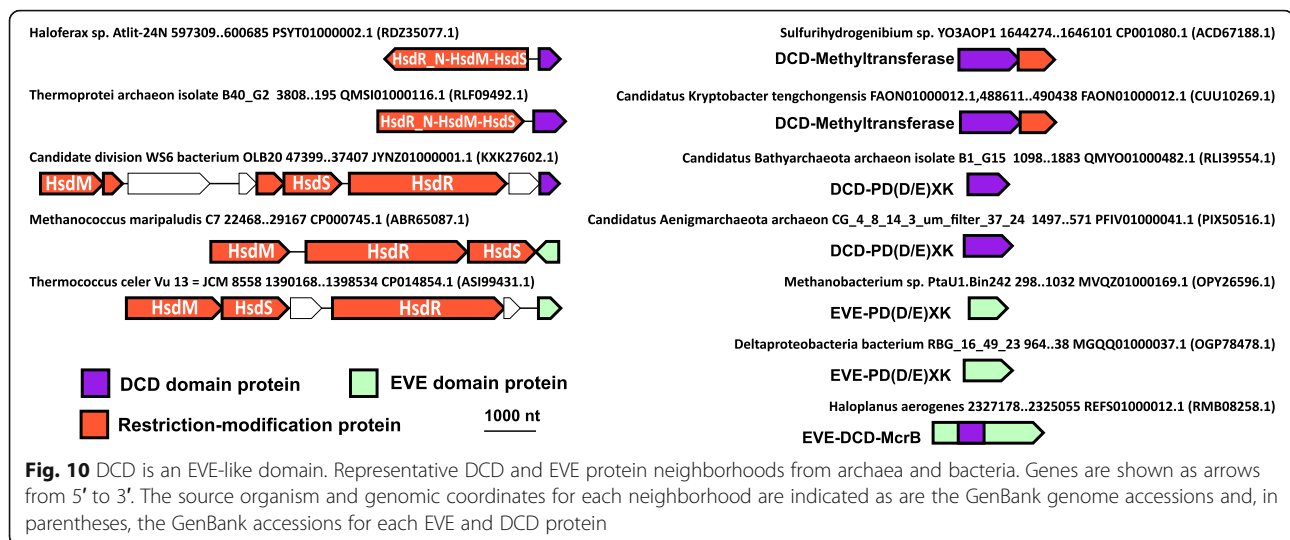 Haloferax sp. Atlit-24N 597309..600685 PSYT01000002.1 (RDZ35077.1)
HsdR_N-HsdM-HsdS
Thermoprotei archaeon isolate B40_G2 3808..195 QMSI01000116.1 (RLF09492.1)
HsdR_N-HsdM-HsdS
Candidate division WS6 bacterium OLB20 47399..37407 JYNZ01000001.1 (KXK27602.1)
HsdM HsdS HsdR
Methanococcus maripaludis C7 22468..29167 CP000745.1 (ABR65087.1)
HsdM HsdR HsdS
Thermococcus celer Vu 13 = JCM 8558 1390168..1398534 CP014854.1 (ASI99431.1)
HsdM HsdS HsdR
DCD domain protein
EVE domain protein
Restriction-modification protein
1000 nt
Sulfurihydrogenibium sp. YO3AOP1 1644274..1646101 CP001080.1 (ACD67188.1)
DCD-Methyltransferase
Candidatus Kryptobacter tengchongensis FAON01000012.1,488611..490438 FAON01000012.1 (CUU10269.1)
DCD-Methyltransferase
Candidatus Bathyarchaeota archaeon isolate B1_G15 1098..1883 QMYO01000482.1 (RLI39554.1)
DCD-PD(D/E)XK
Candidatus Aenigmarchaeota archaeon CG_4_8_14_3_um_filter_37_24 1497..571 PFIV01000041.1 (PIX50516.1)
DCD-PD(D/E)XK
Methanobacterium sp. PtaU1.Bin242 298..1032 MVQZ01000169.1 (OPY26596.1)
EVE-PD(D/E)XK
Deltaproteobacteria bacterium RBG_16_49_23 964..38 MGQQ01000037.1 (OGP78478.1)
EVE-PD(D/E)XK
Haloplanus aerogenes 2327178..2325055 REFS01000012.1 (RMB08258.1)
EVE-DCD-McrB
Fig. 10 DCD is an EVE-like domain. Representative DCD and EVE protein neighborhoods from archaea and bacteria. Genes are shown as arrows
from 5′ to 3′. The source organism and genomic coordinates for each neighborhood are indicated as are the GenBank genome accessions and, in
parentheses, the GenBank accessions for each EVE and DCD protein